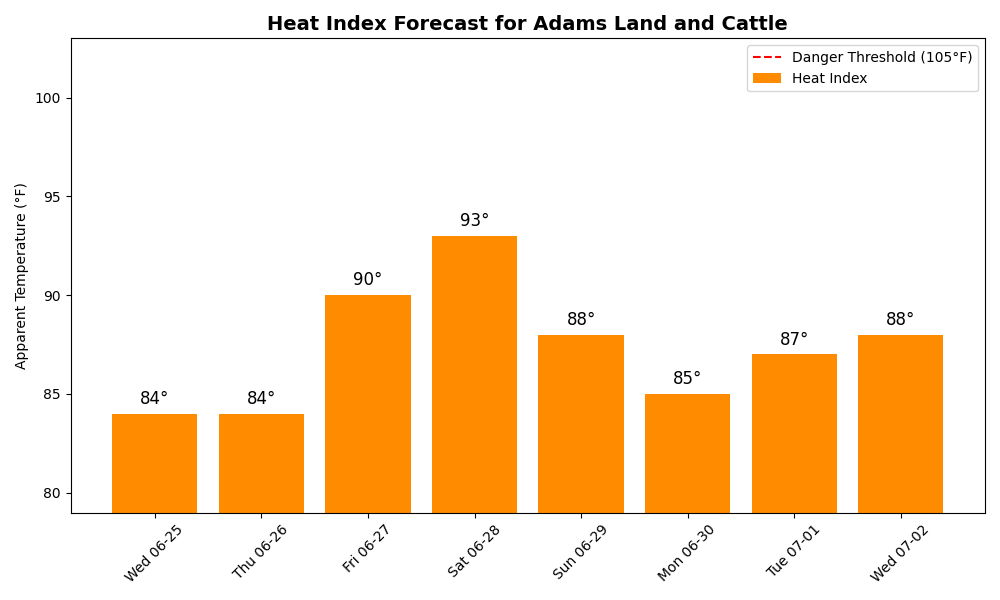 Heat Index Forecast for Adams Land and Cattle
Danger Threshold (105°F)
Heat Index
Apparent Temperature (°F)
100
95
90
85
80
84°
84°
90°
93°
88°
85°
87°
88°
Wed 06-25
Thu 06-26
Fri 06-27
Sat 06-28
Sun 06-29
Mon 06-30
Tue 07-01
Wed 07-02